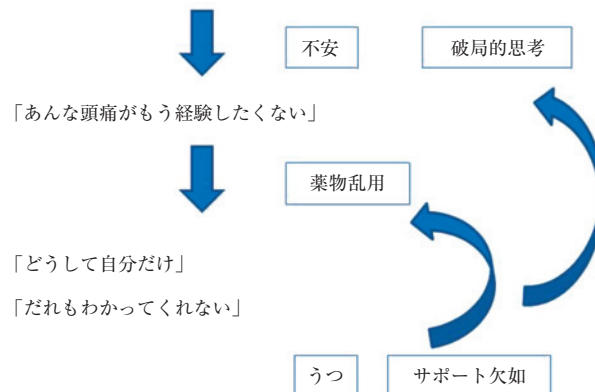 不安
破局的思考
「あんな頭痛がもう経験したくない」
薬物乱用
「どうして自分だけ」
「だれもわかってくれない」
うつ
サポート欠如